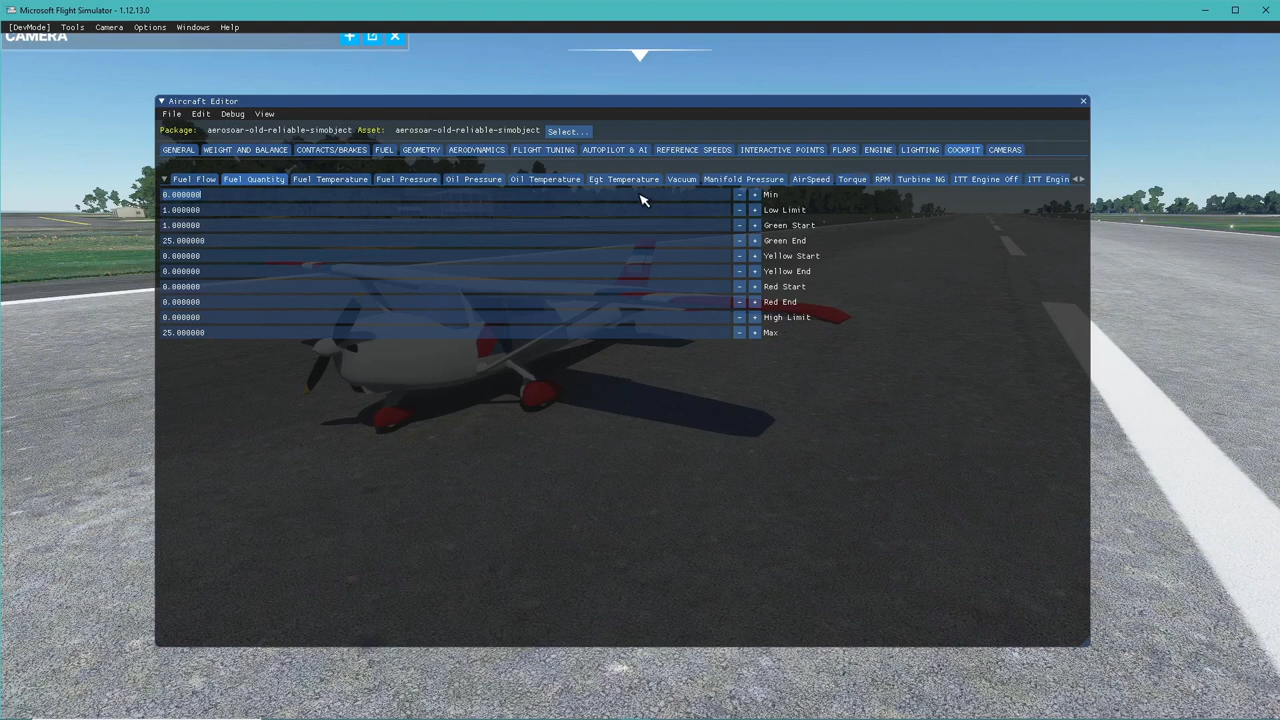 Microsoft Flight Simulator - 1.12.13.0
[DevMode] Tools Camera Options Windows Help
CAMERA
Aircraft Editor
File Edit Debug View
Package: aerosoar-old-reliable-simobject Asset: aerosoar-old-reliable-simobject Select...
GENERAL WEIGHT AND BALANCE CONTACTS/BRAKES FUEL GEOMETRY AERODYNAMICS FLIGHT TUNING AUTOPILOT & AI REFERENCE SPEEDS INTERACTIVE POINTS FLAPS ENGINE LIGHTING COCKPIT CAMERAS
Fuel Flow Fuel Quantity Fuel Temperature Fuel Pressure Oil Pressure Oil Temperature Egt Temperature Vacuum Manifold Pressure AirSpeed Torque RPM Turbine NG ITT Engine Off ITT Engin
0.000000 - + Min
1.000000 - + Low Limit
1.000000 - + Green Start
25.000000 - + Green End
0.000000 - + Yellow Start
0.000000 - + Yellow End
0.000000 - + Red Start
0.000000 - + Red End
0.000000 - + High Limit
25.000000 - + Max